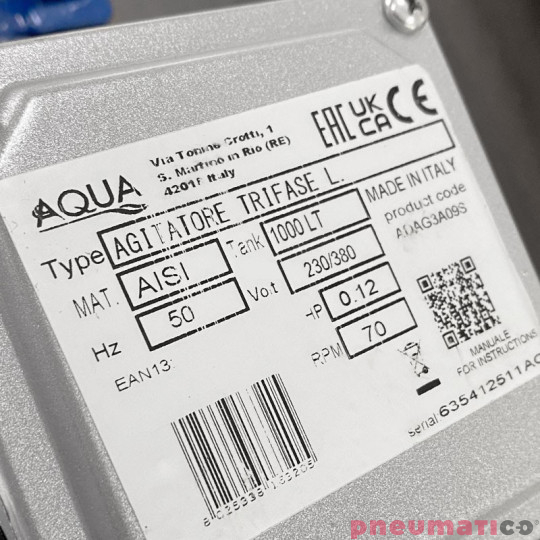 AQUA
Via Tonino Crotti, 1
S. Martino in Rio (RE)
42018 Italy
EAC UKCA CE
Type AGITATORE TRIFASE L.
MAT. AISI
Tank 1000 LT
MADE IN ITALY
Hz 50
Volt 230/380
product code
ADAG3A09S
HP 0.12
RPM 70
EAN13:
MANUALE
FOR INSTRUCTIONS
Serial 635412511AC
pneumatico